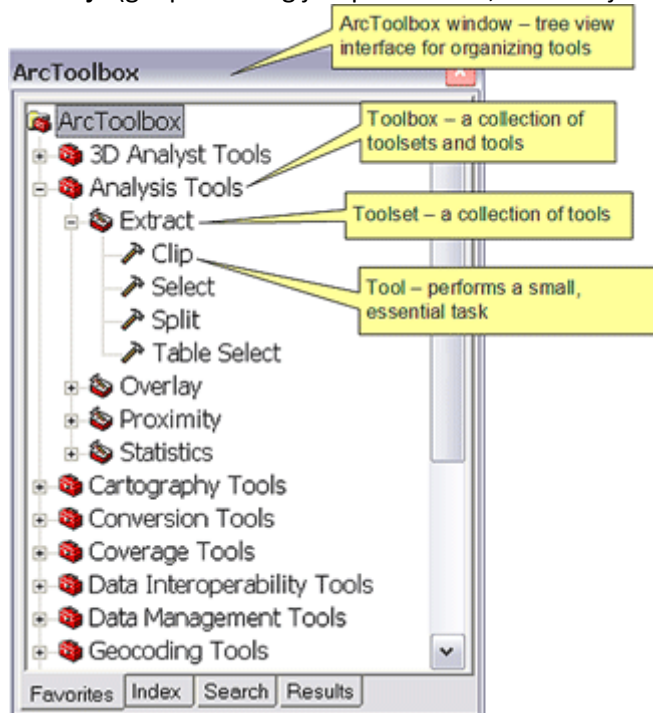 ArcToolbox window – tree view
interface for organizing tools
ArcToolbox
ArcToolbox
Toolbox – a collection of
toolsets and tools
3D Analyst Tools
Analysis Tools
Extract
Toolset – a collection of tools
Clip
Select
Tool – performs a small,
essential task
Split
Table Select
Overlay
Proximity
Statistics
Cartography Tools
Conversion Tools
Coverage Tools
Data Interoperability Tools
Data Management Tools
Geocoding Tools
Favorites Index Search Results